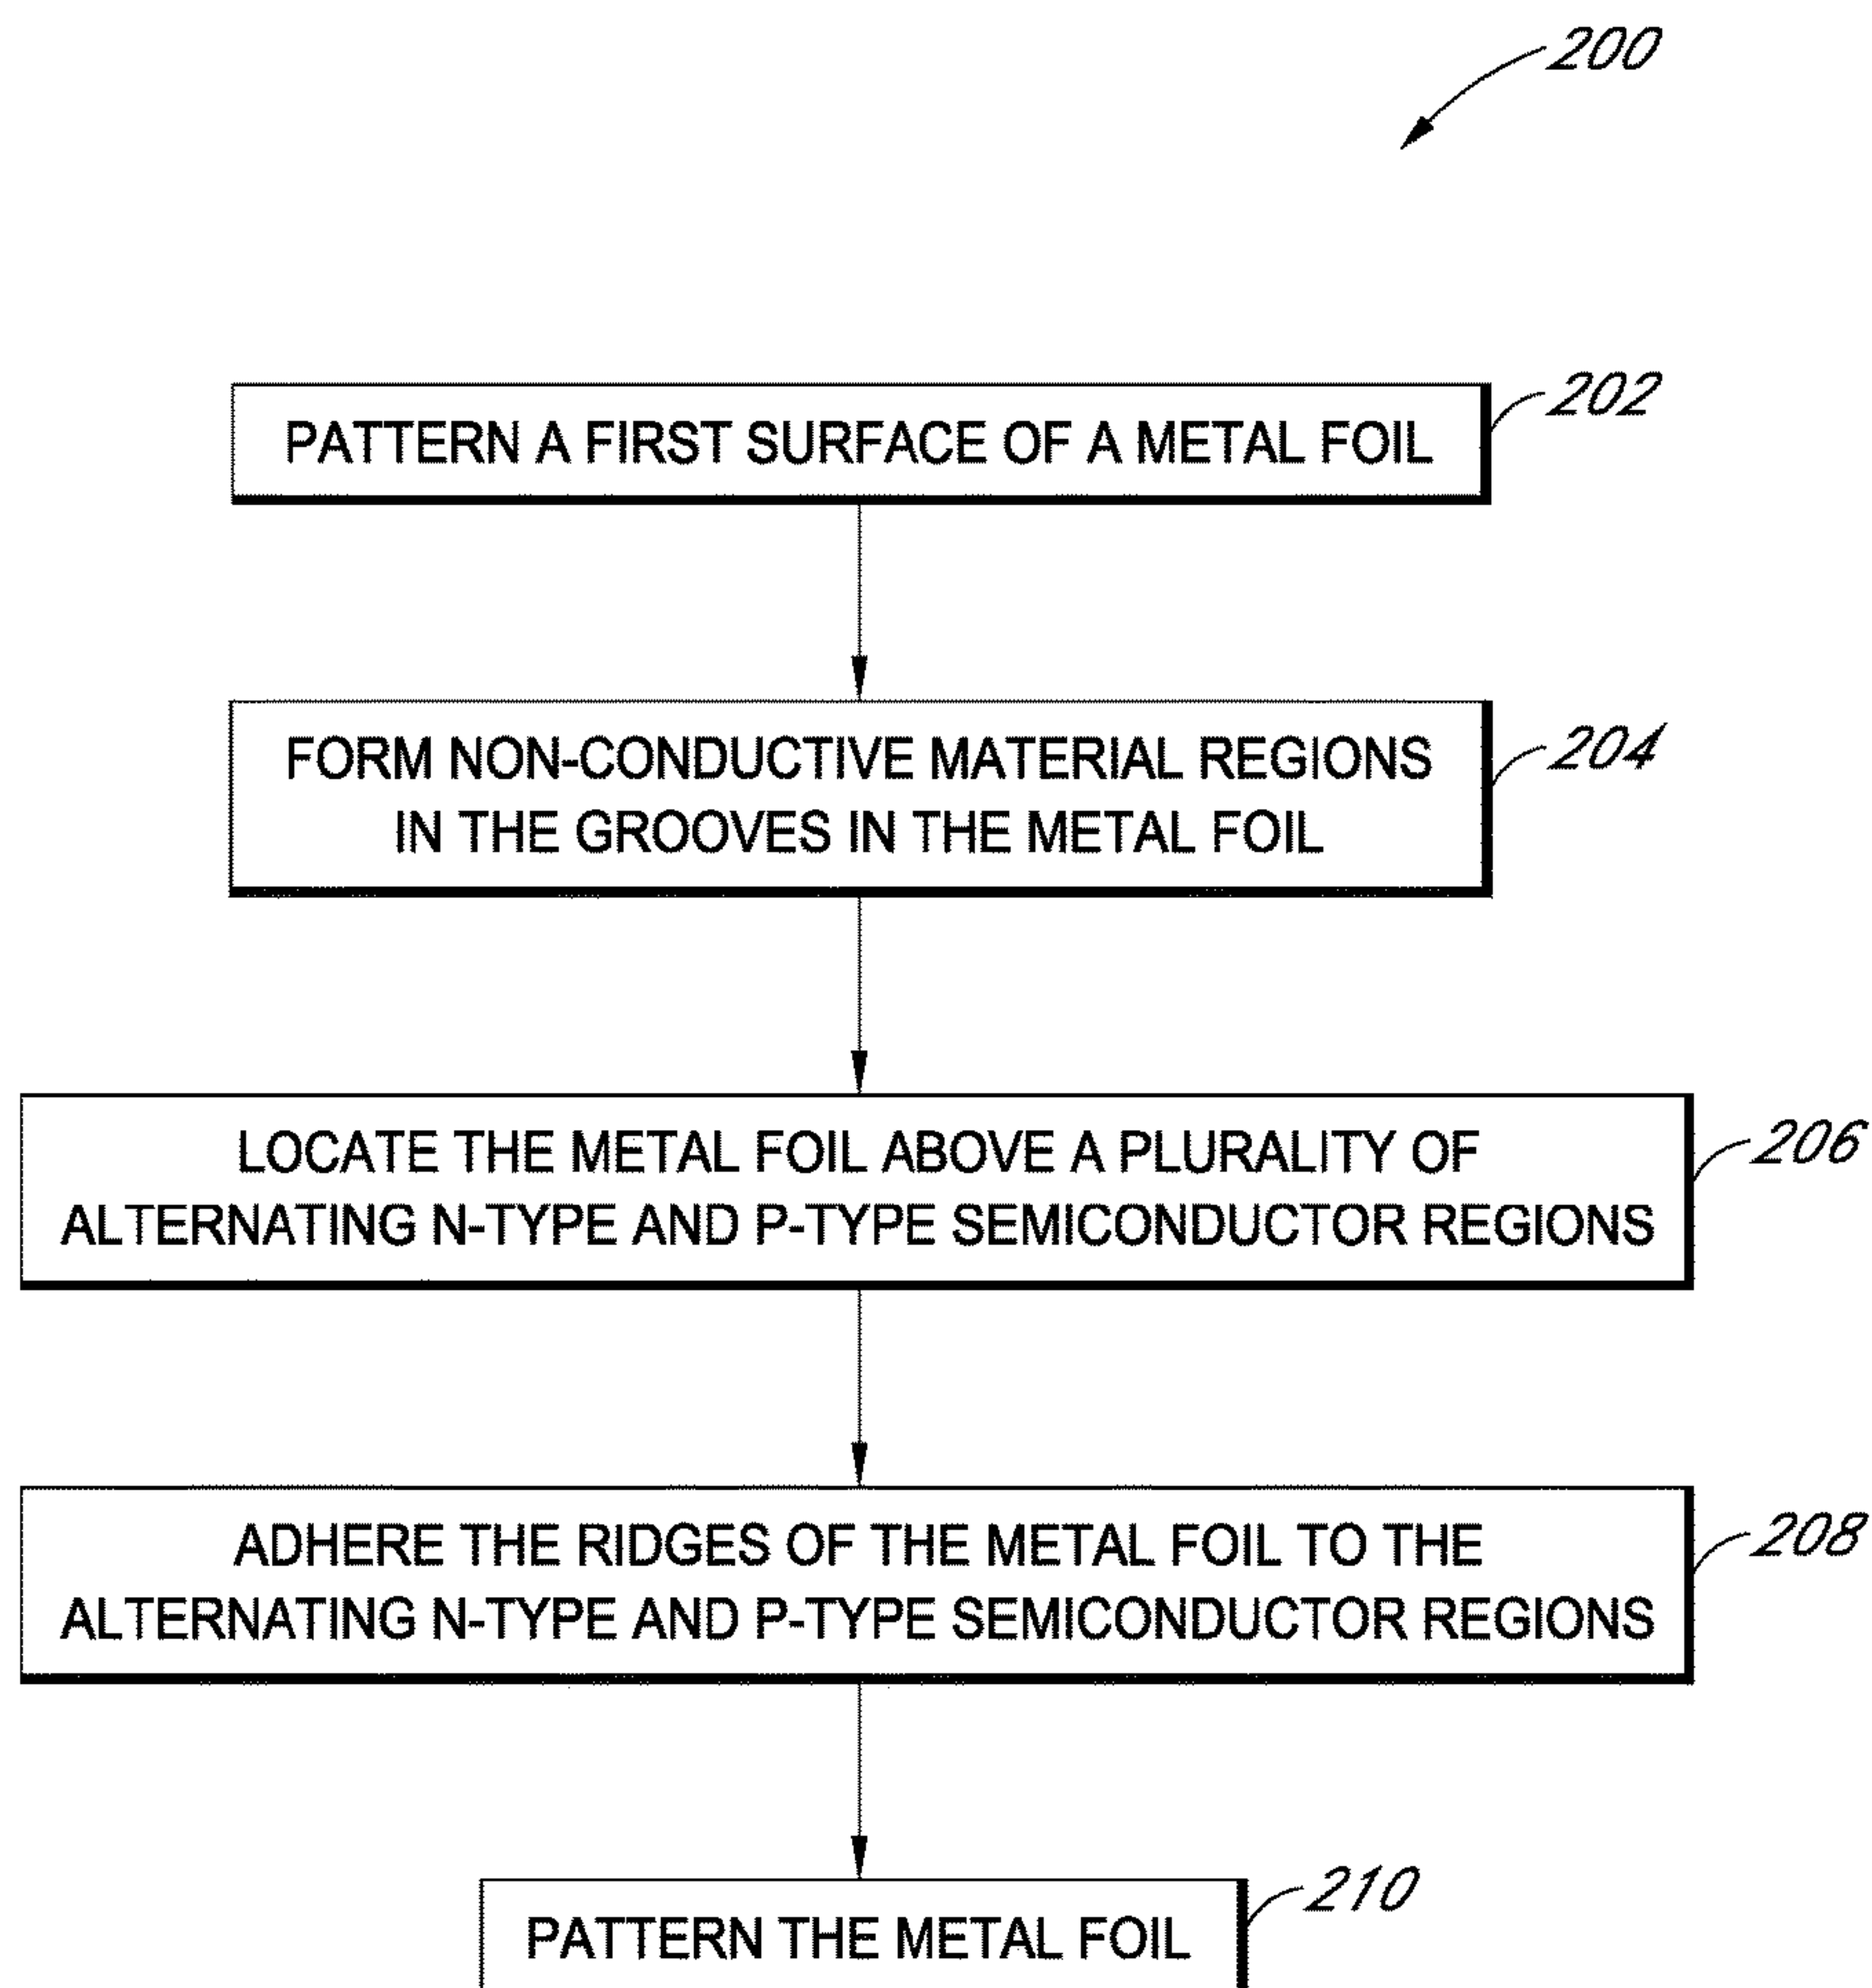 200
PATTERN A FIRST SURFACE OF A METAL FOIL
202
FORM NON-CONDUCTIVE MATERIAL REGIONS
IN THE GROOVES IN THE METAL FOIL
204
LOCATE THE METAL FOIL ABOVE A PLURALITY OF
ALTERNATING N-TYPE AND P-TYPE SEMICONDUCTOR REGIONS
206
ADHERE THE RIDGES OF THE METAL FOIL TO THE
ALTERNATING N-TYPE AND P-TYPE SEMICONDUCTOR REGIONS
208
PATTERN THE METAL FOIL
210